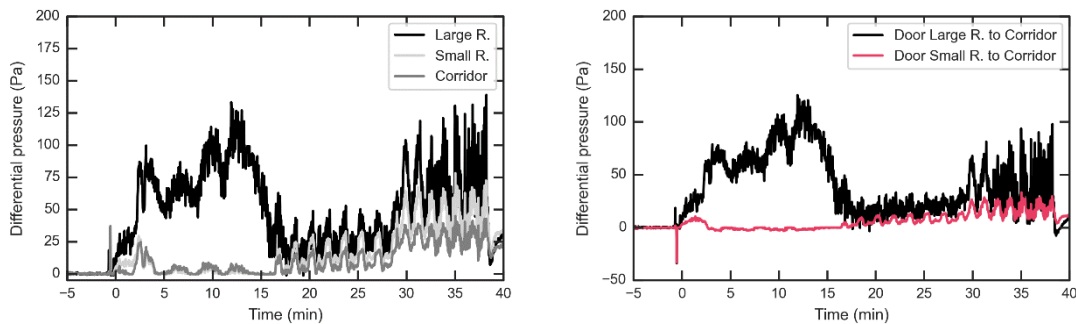 200
175
150
125
100
75
50
25
0
Differential pressure (Pa)
Large R.
Small R.
Corridor
−5 0 5 10 15 20 25 30 35 40
Time (min)
200
150
100
50
0
−50
Differential pressure (Pa)
Door Large R. to Corridor
Door Small R. to Corridor
−5 0 5 10 15 20 25 30 35 40
Time (min)